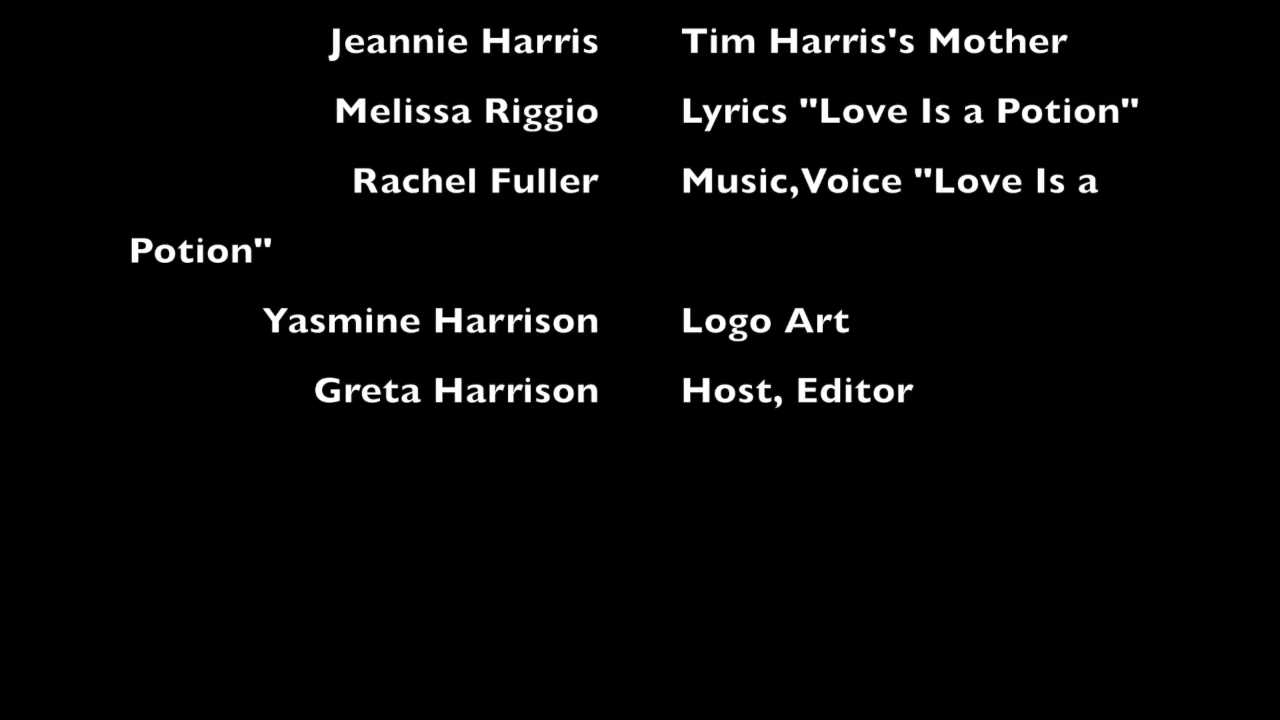 Jeannie Harris Tim Harris's Mother
Melissa Riggio Lyrics "Love Is a Potion"
Rachel Fuller Music,Voice "Love Is a
Potion"
Yasmine Harrison Logo Art
Greta Harrison Host, Editor